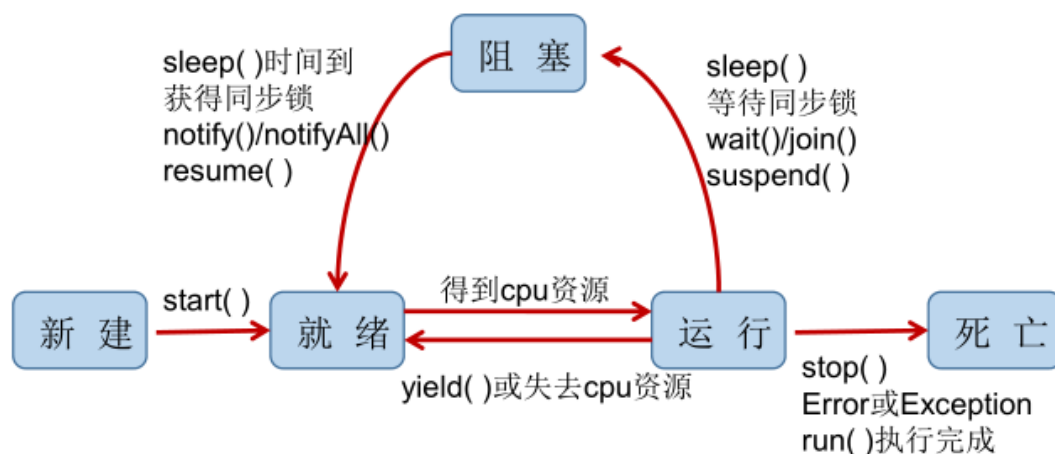 sleep( )时间到
获得同步锁
notify()/notifyAll()
resume( )
阻 塞
sleep( )
等待同步锁
wait()/join()
suspend( )
新 建
start( )
就 绪
得到cpu资源
yield( )或失去cpu资源
运 行
死 亡
stop( )
Error或Exception
run( )执行完成